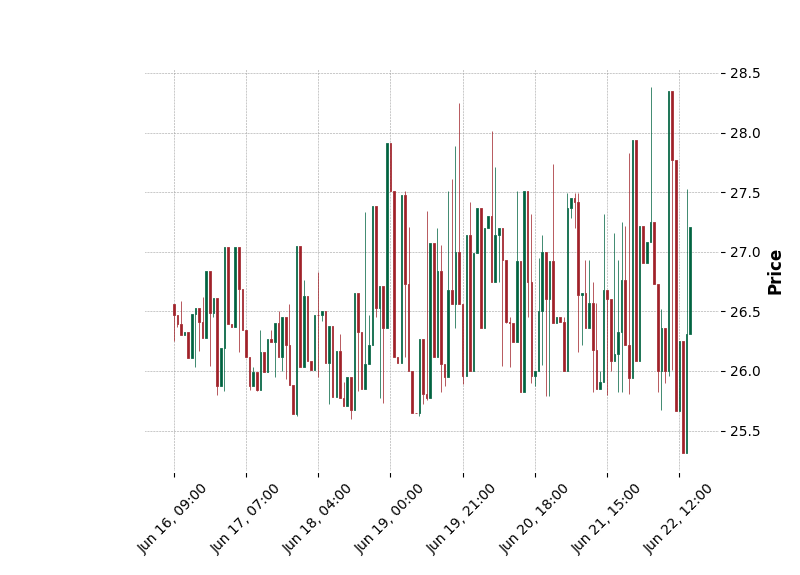 28.5
28.0
27.5
27.0
26.5
26.0
25.5
Price
Jun 16, 09:00
Jun 17, 07:00
Jun 18, 04:00
Jun 19, 00:00
Jun 19, 21:00
Jun 20, 18:00
Jun 21, 15:00
Jun 22, 12:00